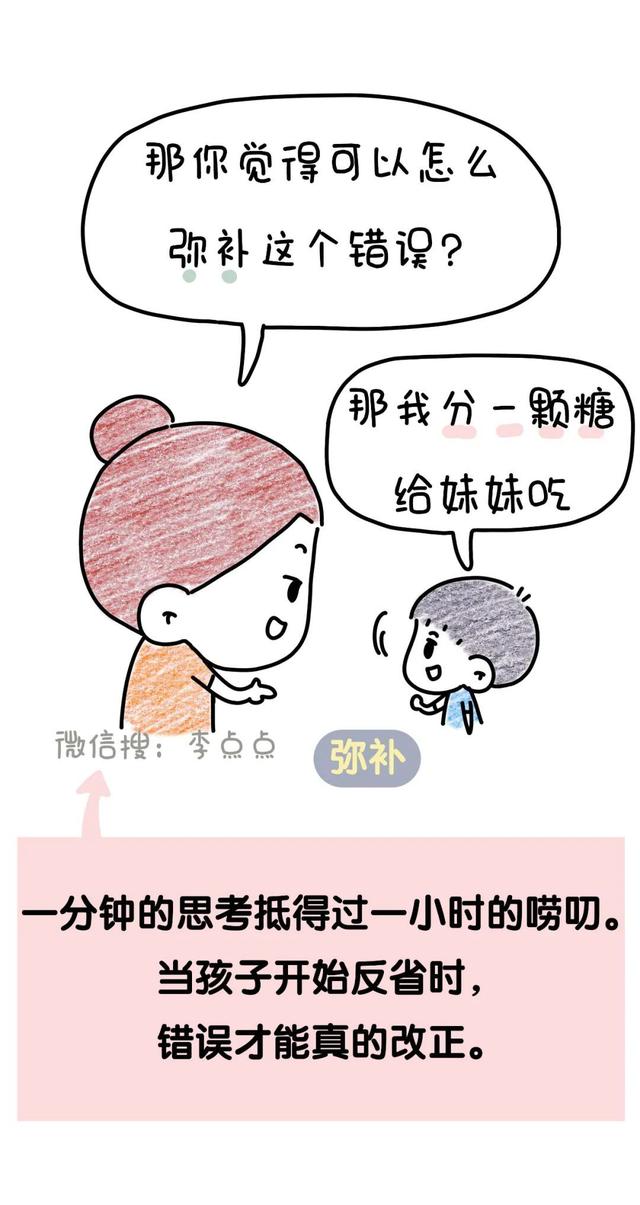 那你觉得可以怎么
弥补这个错误？
那我分一颗糖
给妹妹吃
微信搜：李点点
弥补
一分钟的思考抵得过一小时的唠叨。
当孩子开始反省时，
错误才能真的改正。